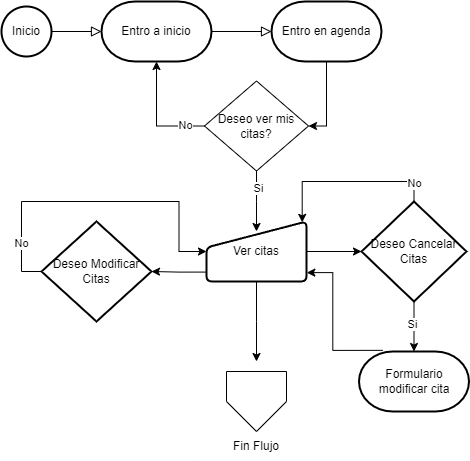 Inicio
Entro a inicio
Entro en agenda
Deseo ver mis
citas?
No
Si
No
Deseo Cancelar
Citas
Ver citas
No
Deseo Modificar
Citas
Si
Formulario
modificar cita
Fin Flujo